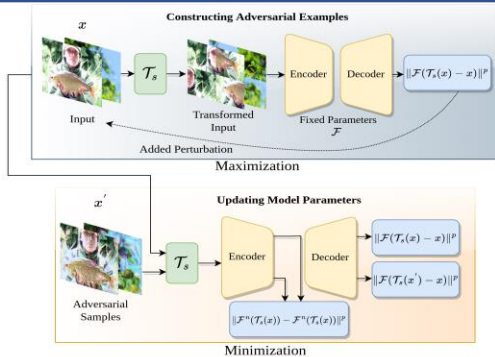 Constructing Adversarial Examples
x
𝒯ₛ
Encoder
Decoder
‖ℱ(𝒯ₛ(x) − x)‖ᵖ
Input
Transformed
Input
Fixed Parameters
ℱ
Added Perturbation
Maximization
x′
Updating Model Parameters
𝒯ₛ
Encoder
Decoder
‖ℱ(𝒯ₛ(x) − x)‖ᵖ
‖ℱ(𝒯ₛ(x′) − x)‖ᵖ
Adversarial
Samples
‖ℱⁿ(𝒯ₛ(x)) − ℱⁿ(𝒯ₛ(x))‖ᵖ
Minimization